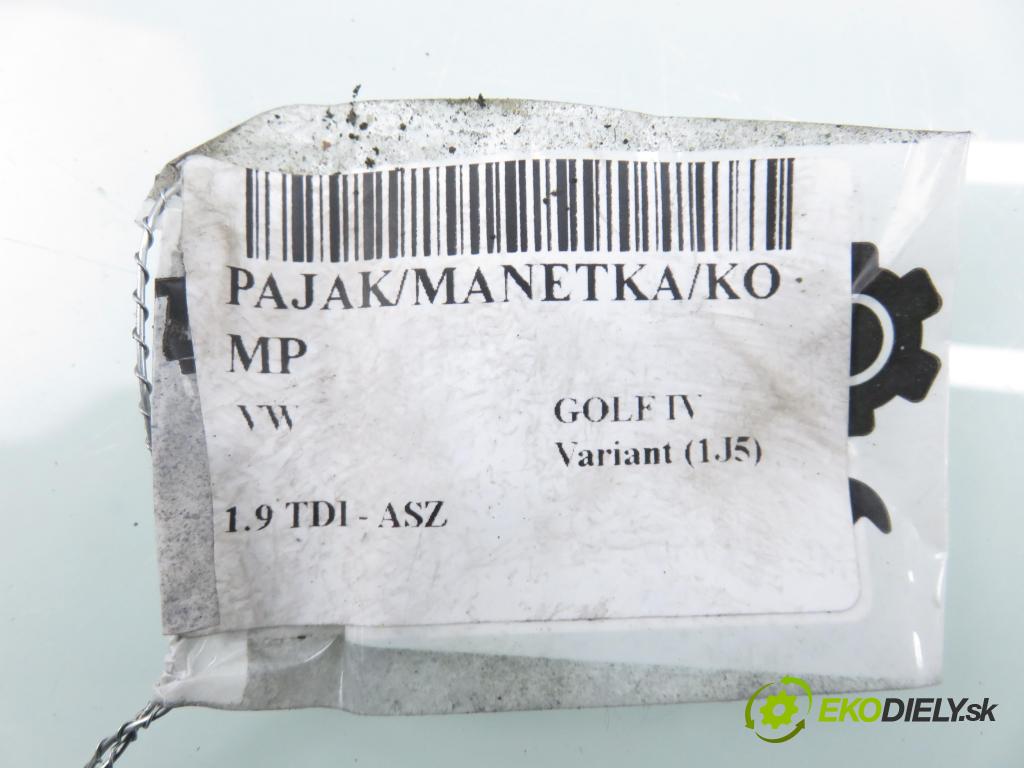 PAJAK/MANETKA/KO
MP
VW
GOLF IV
Variant (1J5)
1.9 TDI - ASZ
EKODIELY.sk